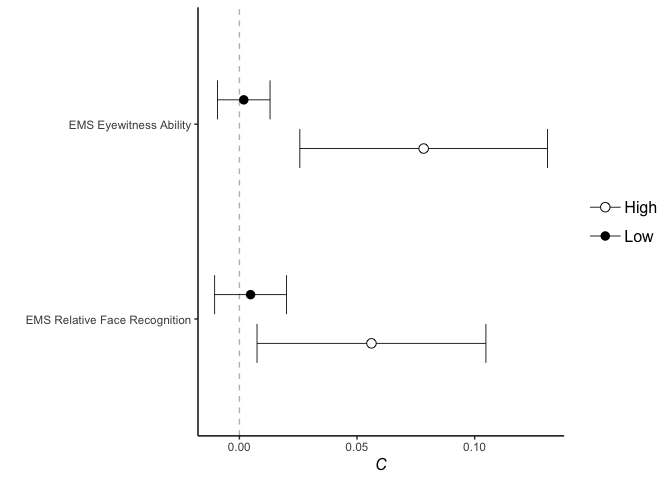 EMS Eyewitness Ability
EMS Relative Face Recognition
0.00
0.05
0.10
C
High
Low